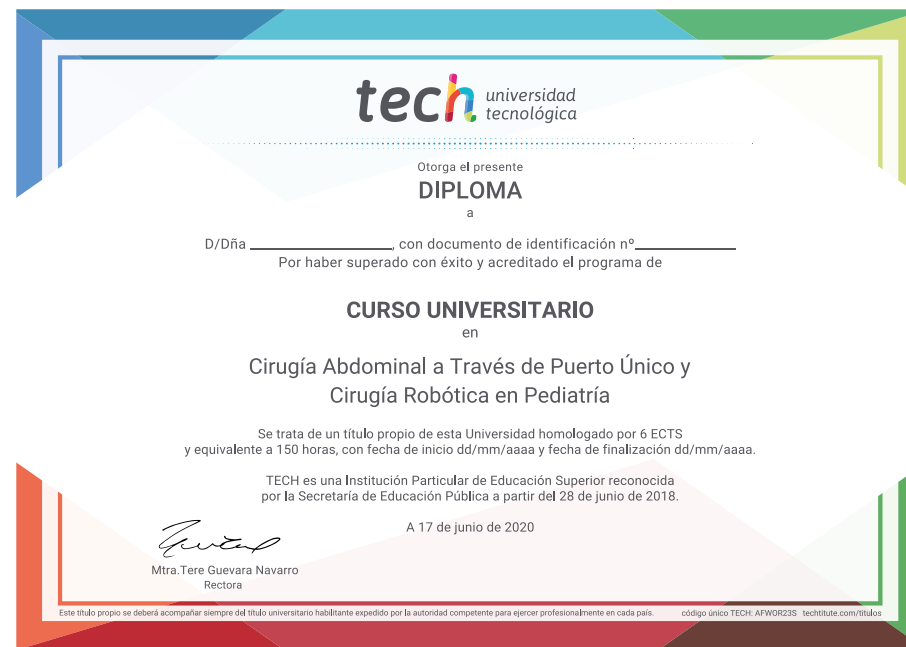 tech universidad
tecnológica
Otorga el presente
DIPLOMA
a
D/Dña ____________________, con documento de identificación nº______________
Por haber superado con éxito y acreditado el programa de
CURSO UNIVERSITARIO
en
Cirugía Abdominal a Través de Puerto Único y
Cirugía Robótica en Pediatría
Se trata de un título propio de esta Universidad homologado por 6 ECTS
y equivalente a 150 horas, con fecha de inicio dd/mm/aaaa y fecha de finalización dd/mm/aaaa.
TECH es una Institución Particular de Educación Superior reconocida
por la Secretaría de Educación Pública a partir del 28 de junio de 2018.
A 17 de junio de 2020
Mtra.Tere Guevara Navarro
Rectora
Este título propio se deberá acompañar siempre del título universitario habilitante expedido por la autoridad competente para ejercer profesionalmente en cada país. código único TECH: AFWOR23S techtitute.com/titulos